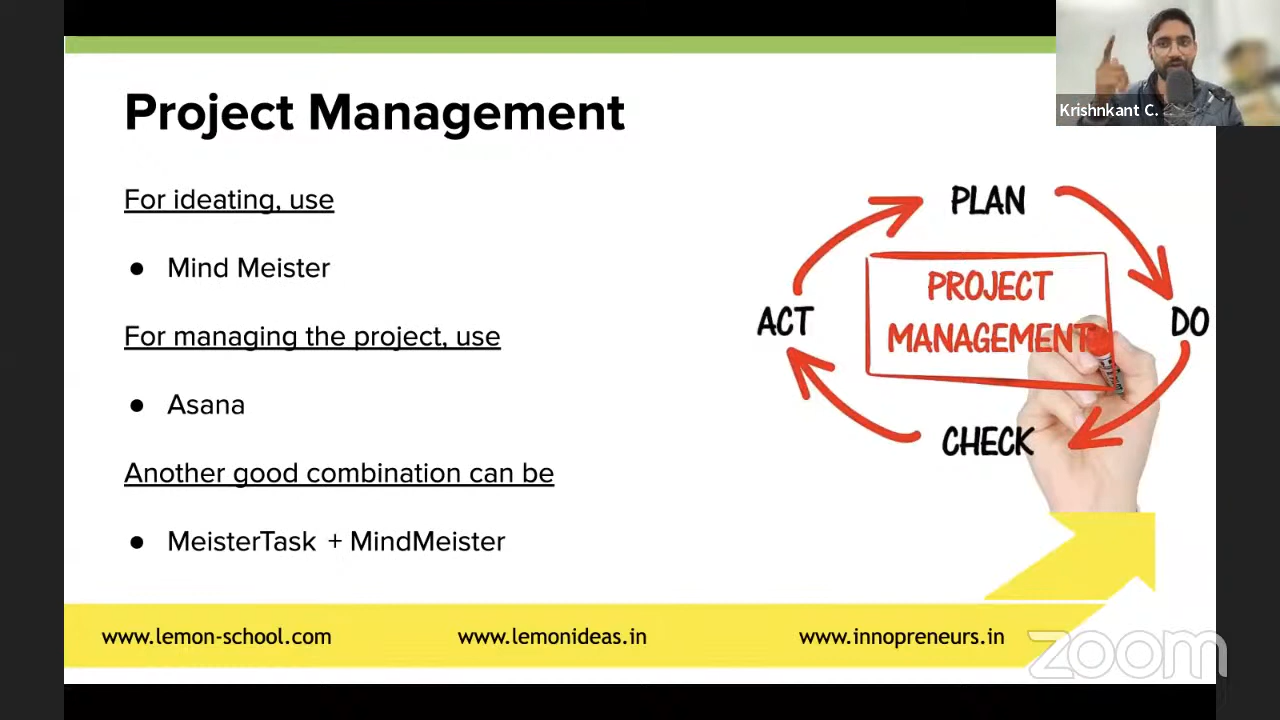 Project Management
Krishnkant C.
For ideating, use
● Mind Meister
For managing the project, use
● Asana
Another good combination can be
● MeisterTask + MindMeister
PLAN
DO
CHECK
ACT
PROJECT
MANAGEMENT
www.lemon-school.com
www.lemonideas.in
www.innopreneurs.in
zoom